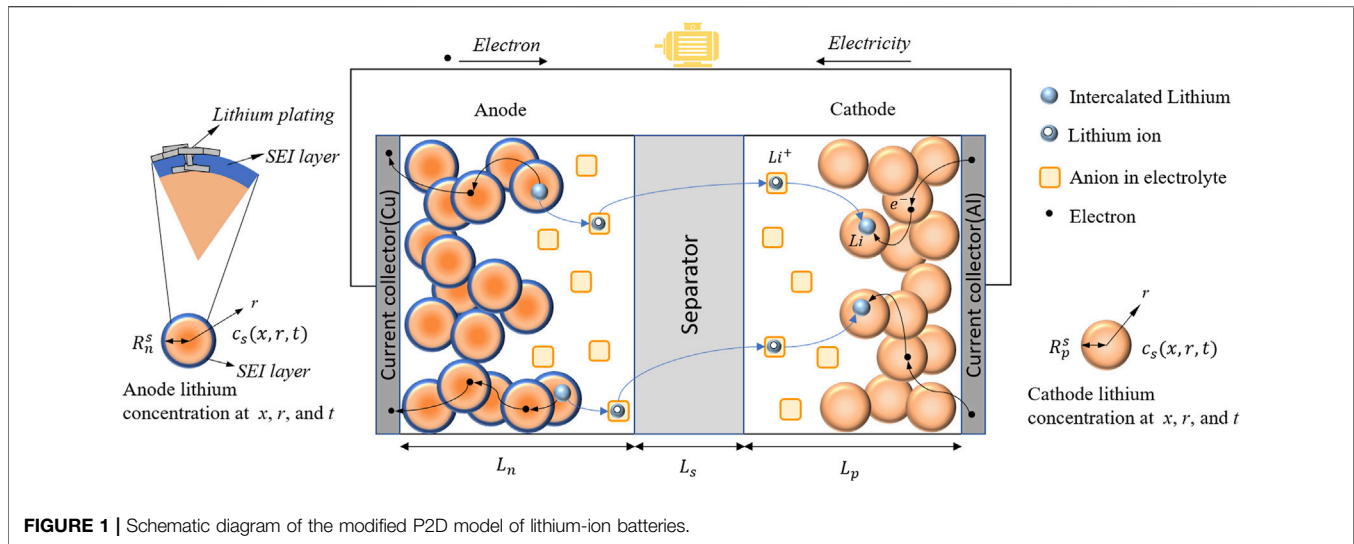 Electron
Electricity
Lithium plating
SEI layer
Anode
Cathode
Intercalated Lithium
Lithium ion
Anion in electrolyte
Electron
Li⁺
e⁻
Li
Current collector(Cu)
Separator
Current collector(Al)
r
R_n^s
c_s(x, r, t)
SEI layer
Anode lithium
concentration at x, r, and t
r
R_p^s
c_s(x, r, t)
Cathode lithium
concentration at x, r, and t
L_n
L_s
L_p
FIGURE 1 | Schematic diagram of the modified P2D model of lithium-ion batteries.